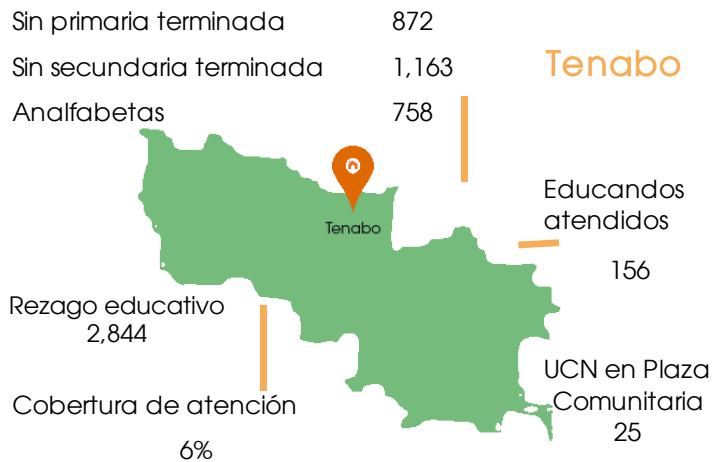 Sin primaria terminada 872
Sin secundaria terminada 1,163
Analfabetas 758
Tenabo
Tenabo
Educandos
atendidos
156
Rezago educativo
2,844
Cobertura de atención
6%
UCN en Plaza
Comunitaria
25